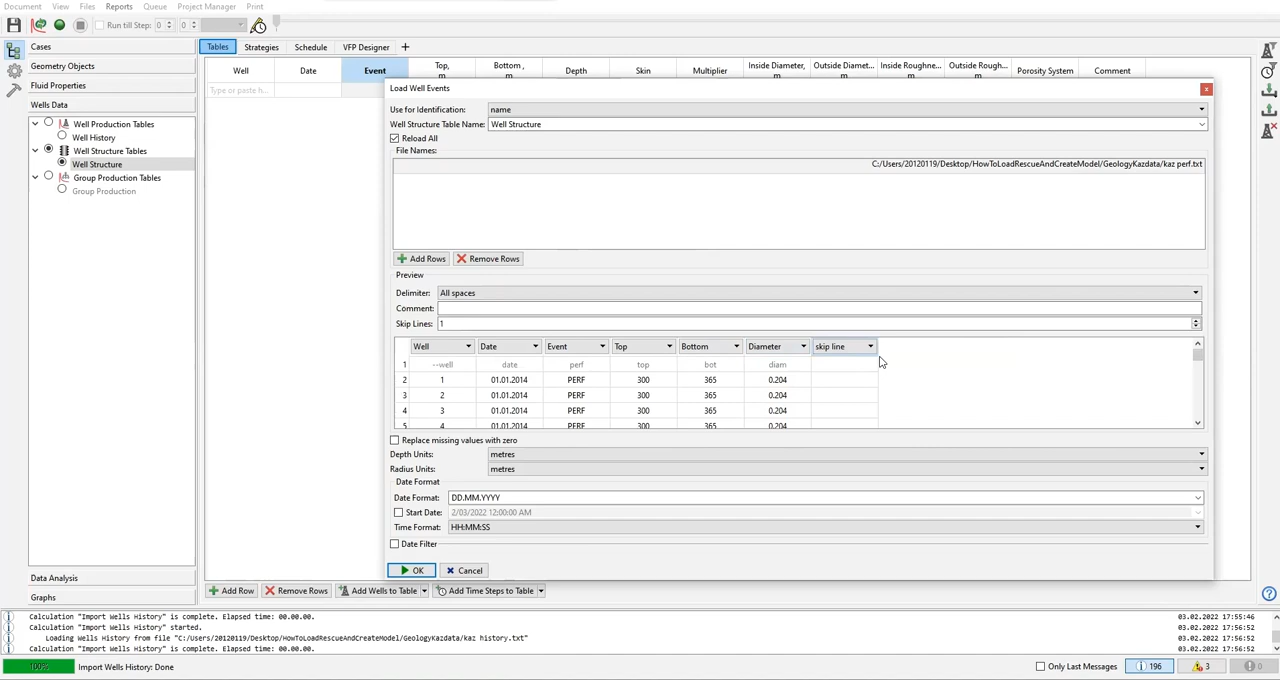 Document View Files Reports Queue Project Manager Print
Run till Step: 0 0
Cases
Geometry Objects
Fluid Properties
Wells Data
Well Production Tables
Well History
Well Structure Tables
Well Structure
Group Production Tables
Group Production
Data Analysis
Graphs
Tables Strategies Schedule VFP Designer +
Well Date Event Top, m Bottom , m Depth Skin Multiplier Inside Diameter, m Outside Diamet... m Inside Roughne... m Outside Rough... m Porosity System Comment
Type or paste h...
Load Well Events
Use for Identification: name
Well Structure Table Name: Well Structure
Reload All
File Names:
C:/Users/20120119/Desktop/HowToLoadRescueAndCreateModel/GeologyKazdata/kaz perf.txt
Add Rows Remove Rows
Preview
Delimiter: All spaces
Comment:
Skip Lines: 1
Well Date Event Top Bottom Diameter skip line
1 --well date perf top bot diam
2 1 01.01.2014 PERF 300 365 0.204
3 2 01.01.2014 PERF 300 365 0.204
4 3 01.01.2014 PERF 300 365 0.204
5 4 01.01.2014 PERF 300 365 0.204
Replace missing values with zero
Depth Units: metres
Radius Units: metres
Date Format
Date Format: DD.MM.YYYY
Start Date: 2/03/2022 12:00:00 AM
Time Format: HH:MM:SS
Date Filter
OK Cancel
Add Row Remove Rows Add Wells to Table Add Time Steps to Table
Calculation "Import Wells History" is complete. Elapsed time: 00.00.00. 03.02.2022 17:55:46
Calculation "Import Wells History" started. 03.02.2022 17:56:52
Loading Wells History from file "C:/Users/20120119/Desktop/HowToLoadRescueAndCreateModel/GeologyKazdata/kaz history.txt" 03.02.2022 17:56:52
Calculation "Import Wells History" is complete. Elapsed time: 00.00.00. 03.02.2022 17:56:52
100% Import Wells History: Done Only Last Messages 196 3 0